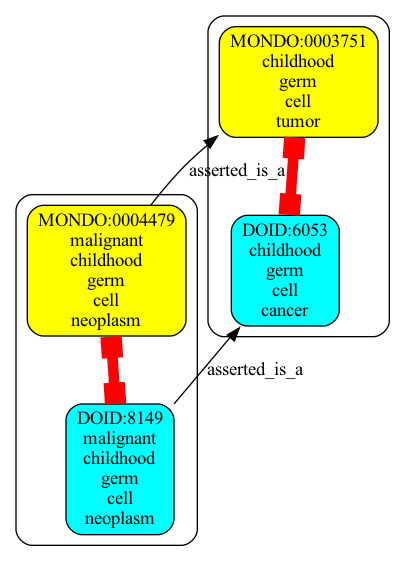 MONDO:0003751
childhood
germ
cell
tumor
asserted_is_a
MONDO:0004479
malignant
childhood
germ
cell
neoplasm
DOID:6053
childhood
germ
cell
cancer
asserted_is_a
DOID:8149
malignant
childhood
germ
cell
neoplasm